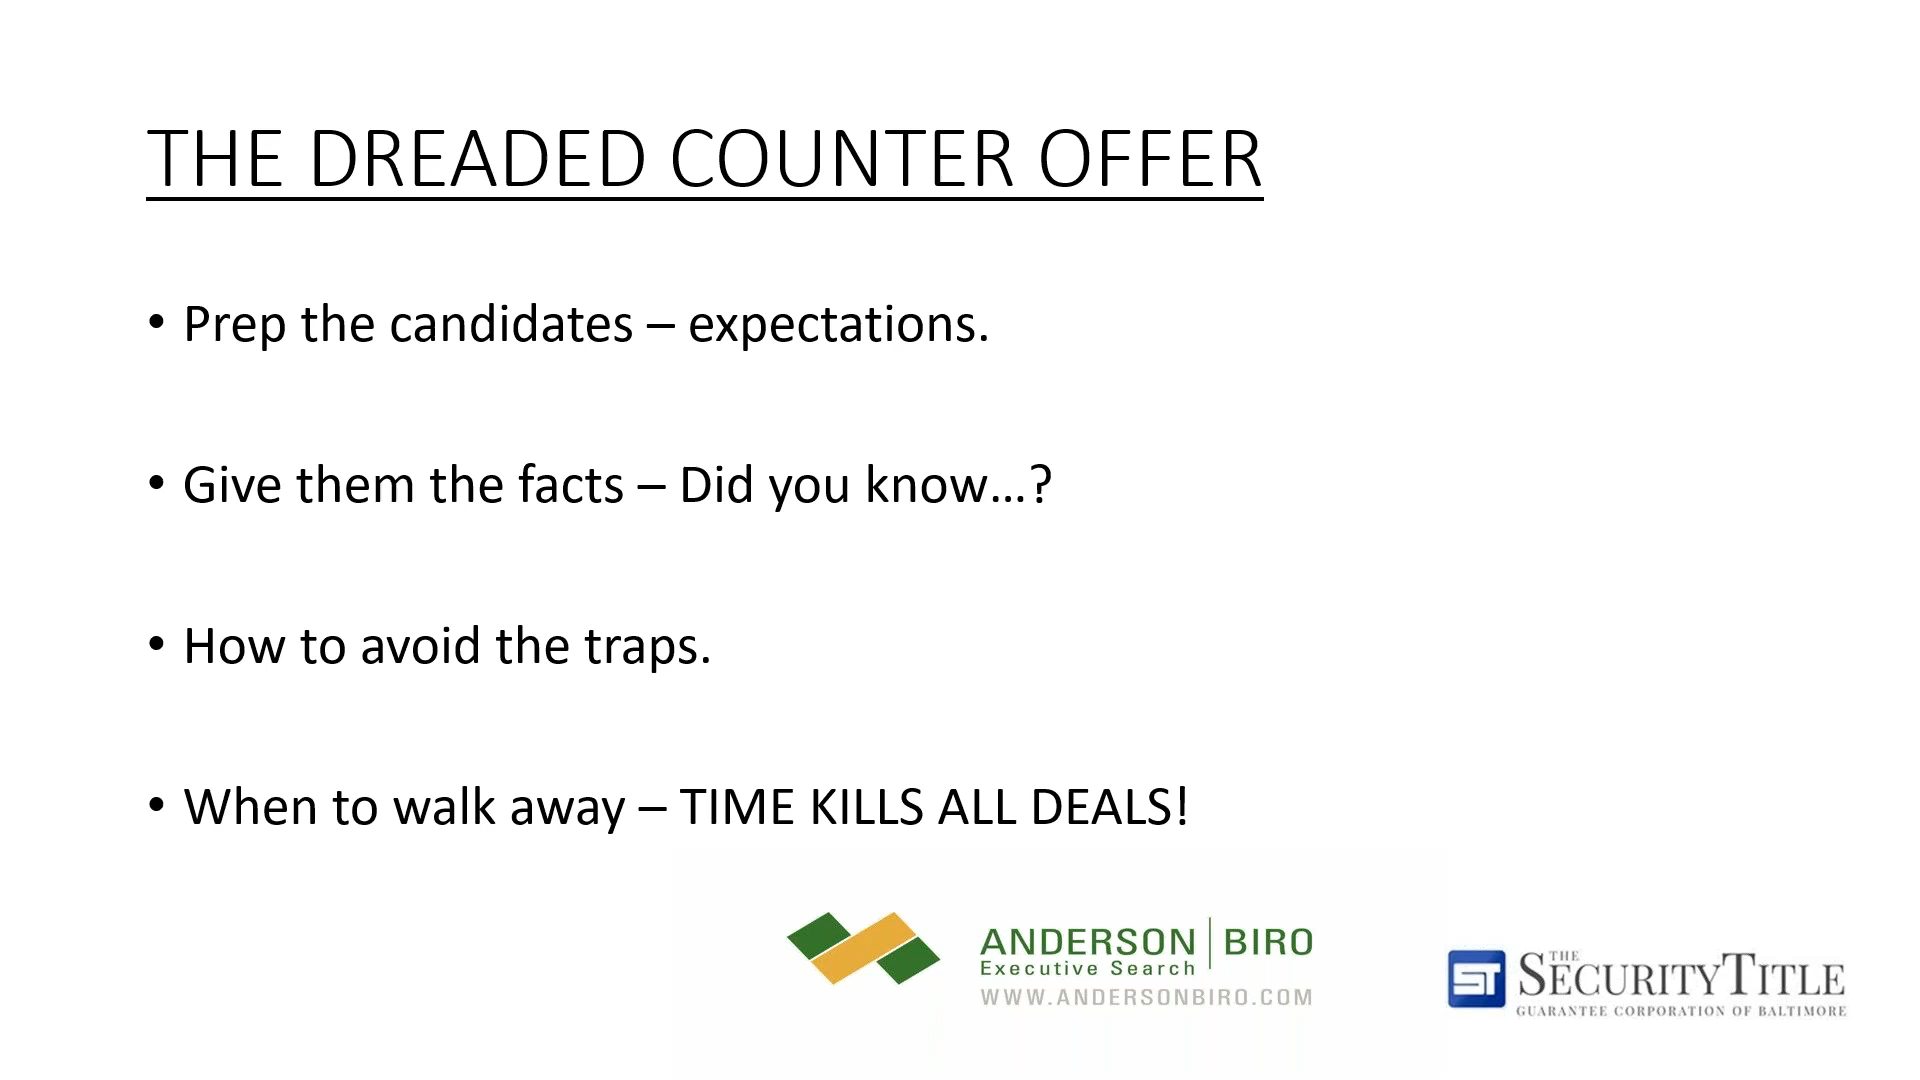 THE DREADED COUNTER OFFER
• Prep the candidates – expectations.
• Give them the facts – Did you know…?
• How to avoid the traps.
• When to walk away – TIME KILLS ALL DEALS!
ANDERSON | BIRO
Executive Search
WWW.ANDERSONBIRO.COM
ST THE SECURITYTITLE
GUARANTEE CORPORATION OF BALTIMORE